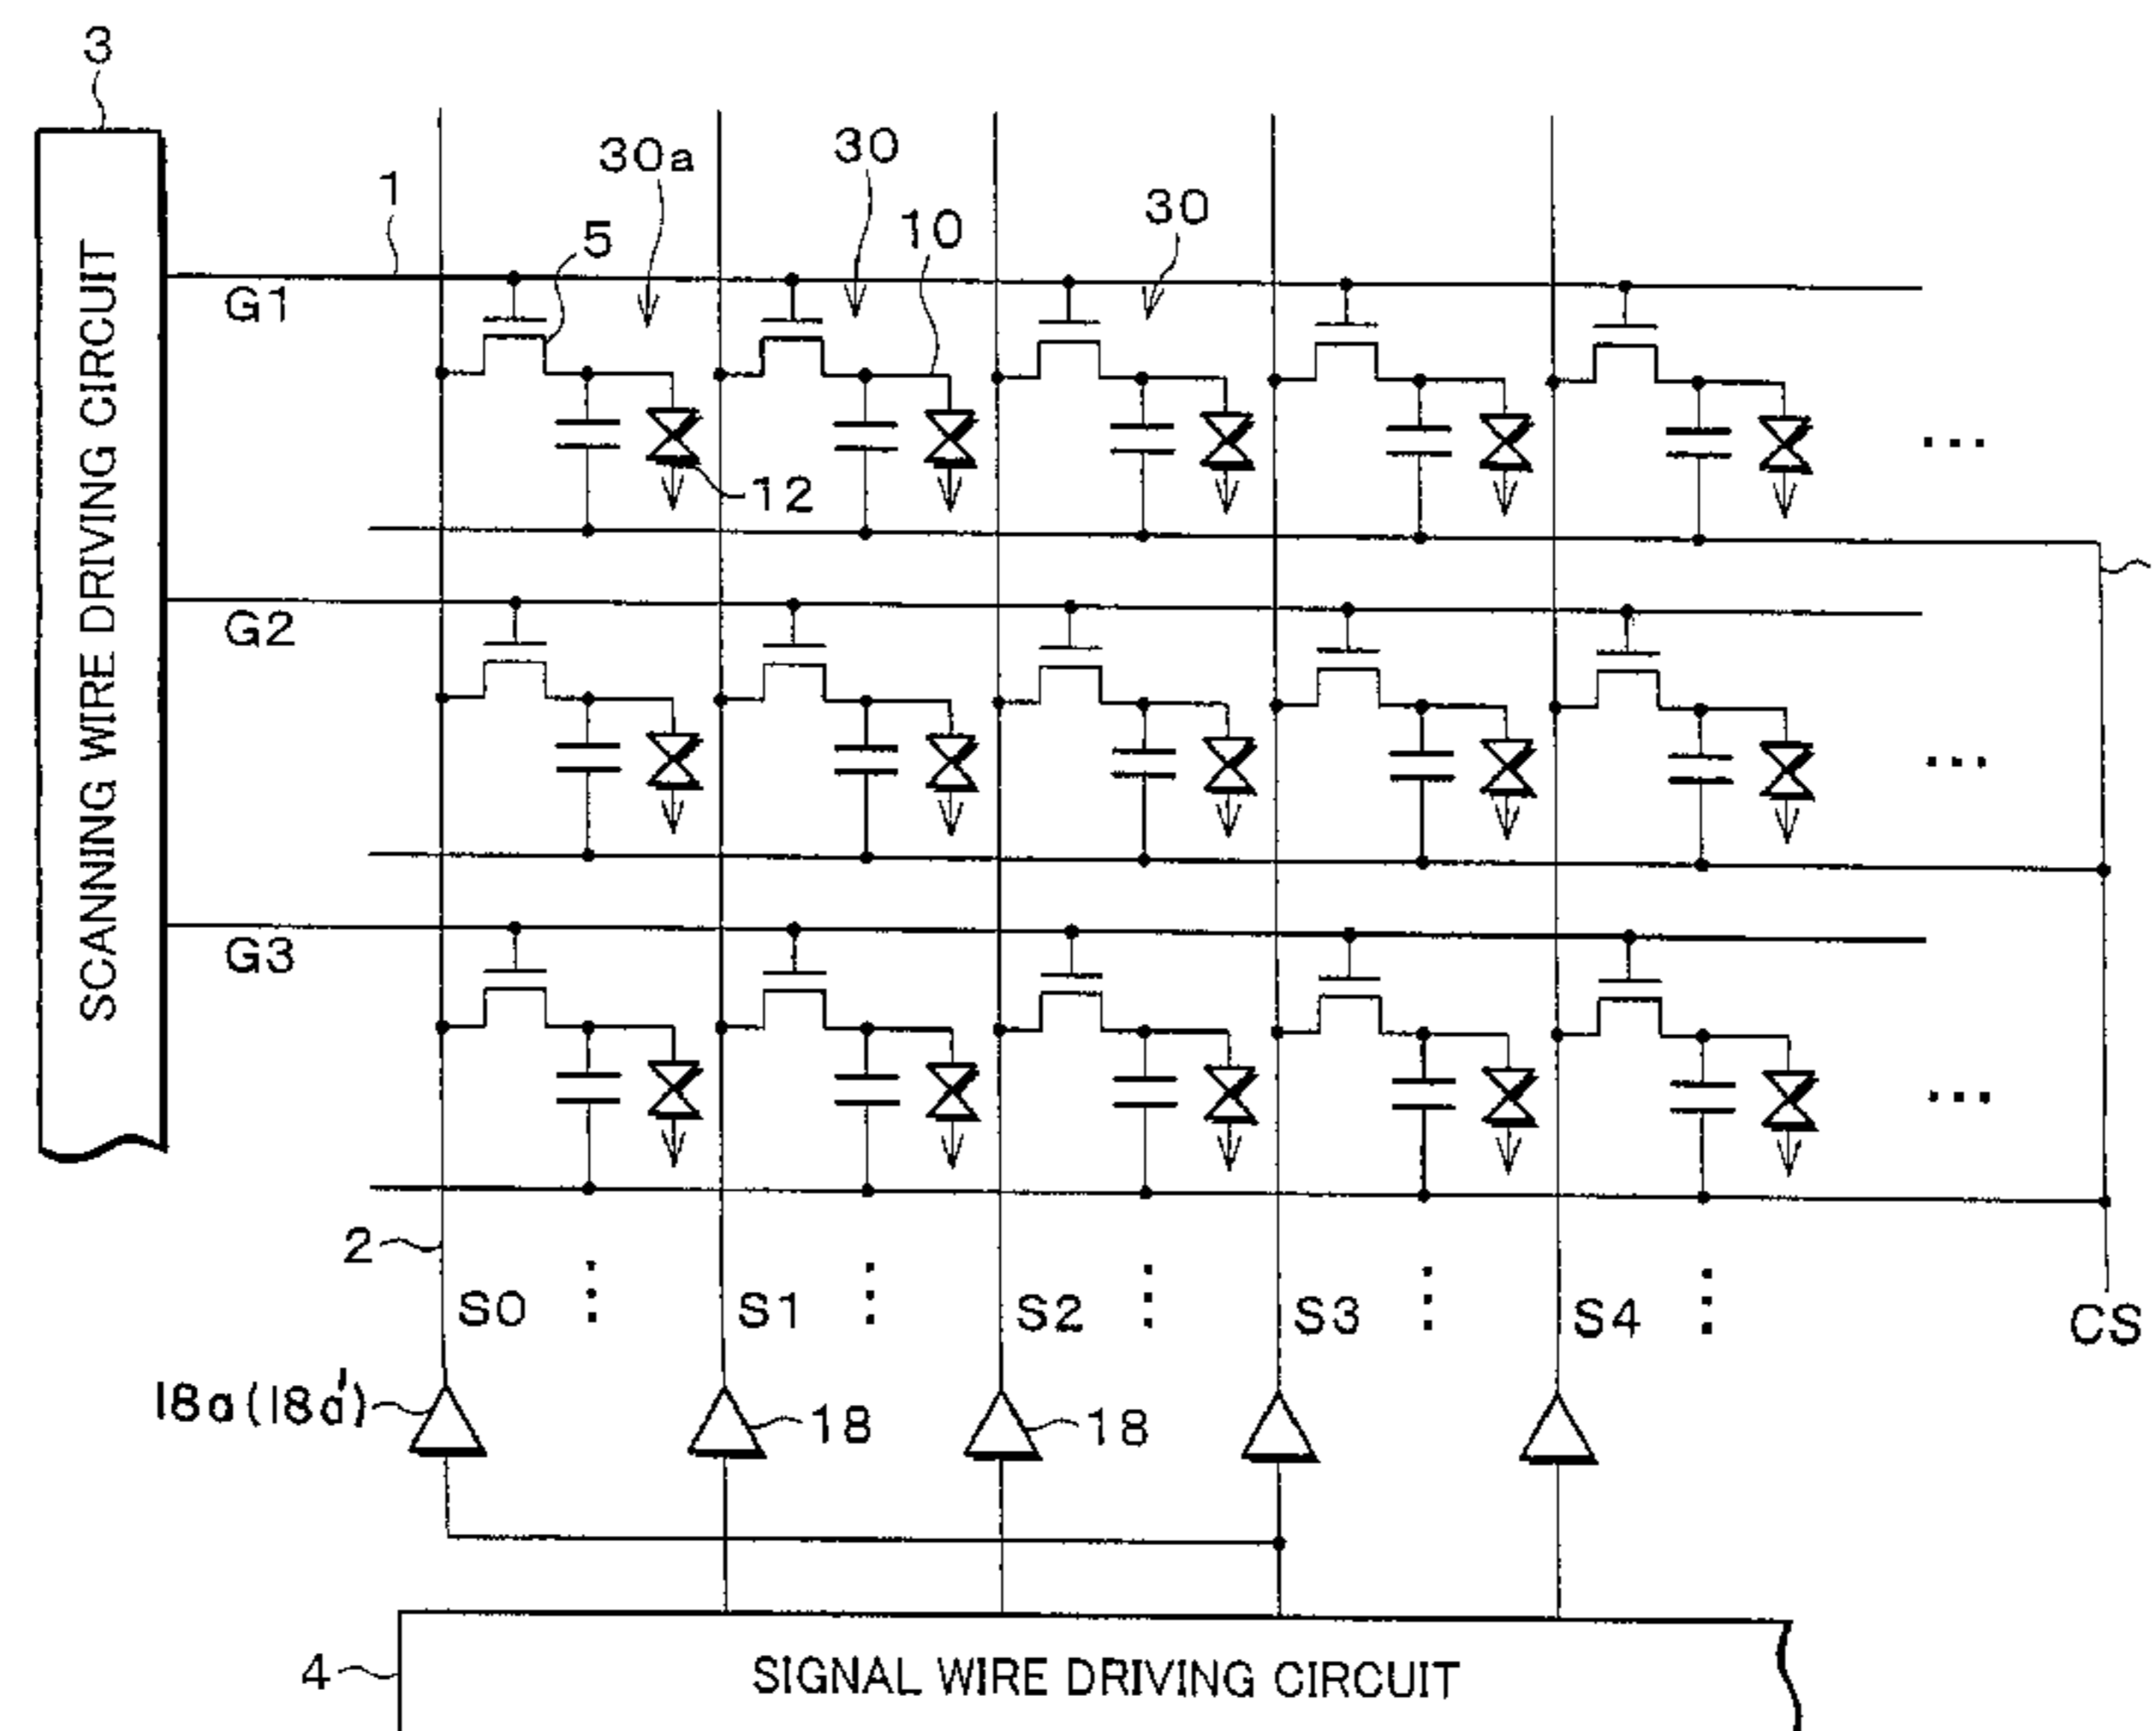 3
30a
30
30
1
5
10
G1
12
SCANNING WIRE DRIVING CIRCUIT
G2
G3
2
S0
S1
S2
S3
S4
CS
18a(18a')
18
18
4
SIGNAL WIRE DRIVING CIRCUIT